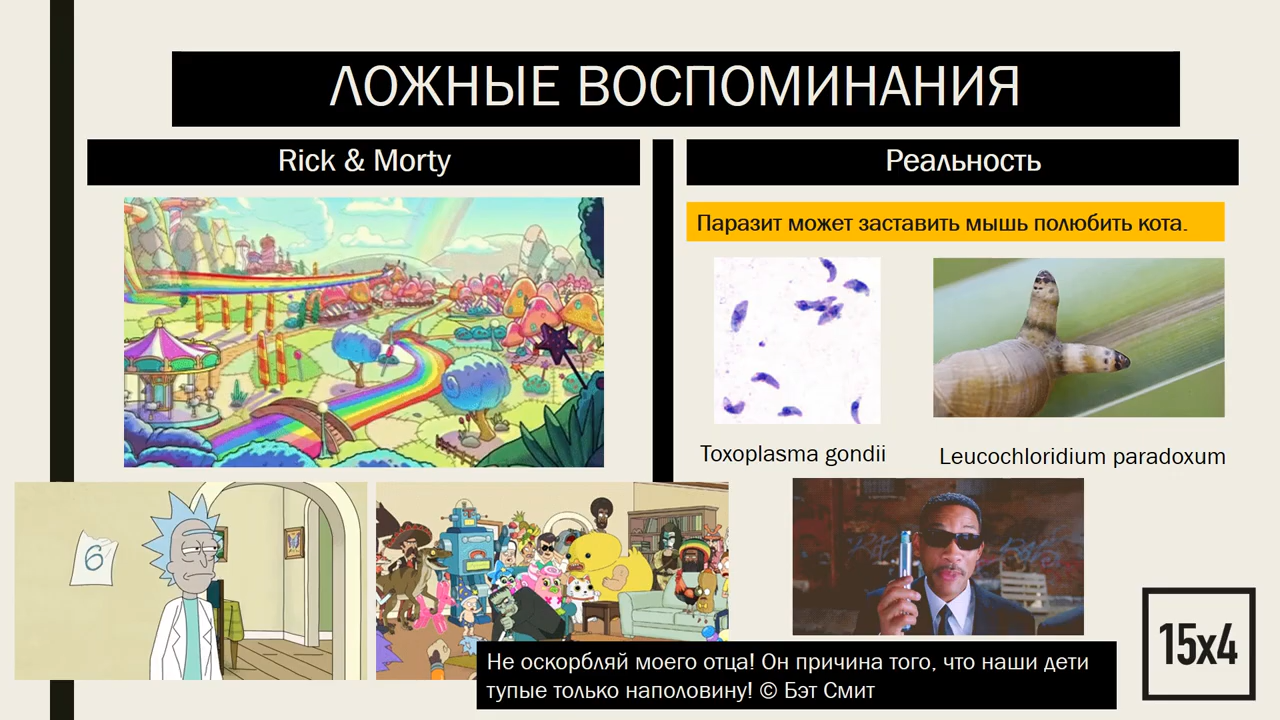 ЛОЖНЫЕ ВОСПОМИНАНИЯ
Rick & Morty
Реальность
Паразит может заставить мышь полюбить кота.
Toxoplasma gondii
Leucochloridium paradoxum
6
Не оскорбляй моего отца! Он причина того, что наши дети
тупые только наполовину! © Бэт Смит
15x4